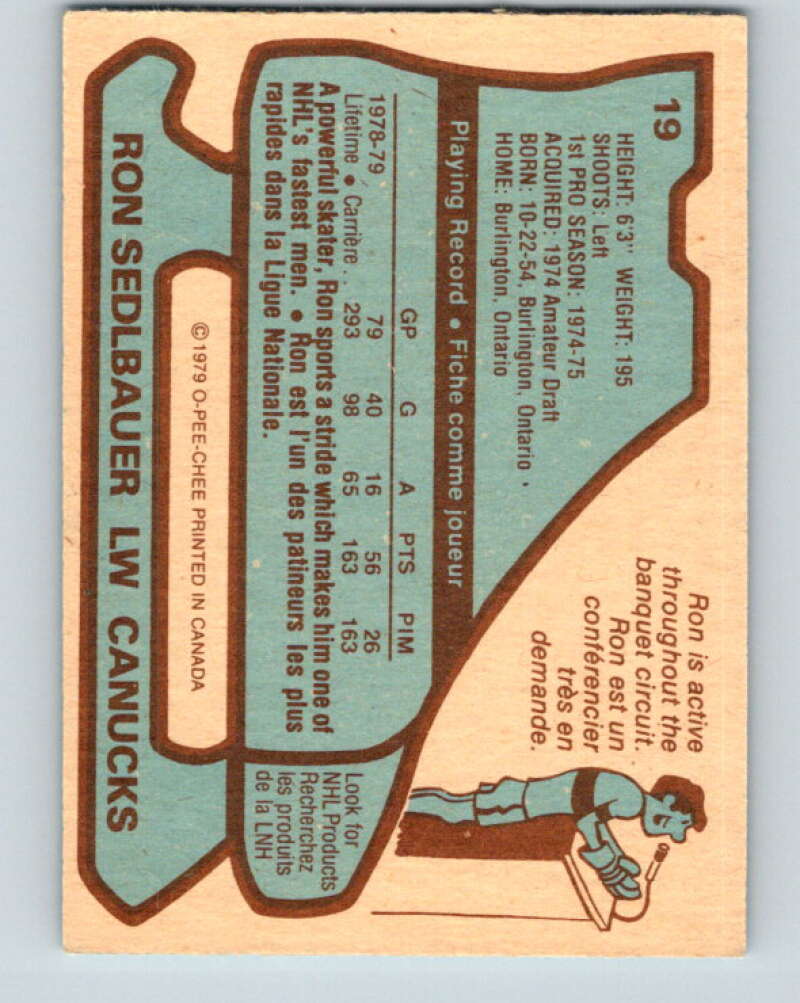 19
HEIGHT: 6'3" WEIGHT: 195
SHOOTS: Left
1st PRO SEASON: 1974-75
ACQUIRED: 1974 Amateur Draft
BORN: 10-22-54, Burlington, Ontario
HOME: Burlington, Ontario
Ron is active
throughout the
banquet circuit.
Ron est un
conférencier
très en
demande.
Playing Record • Fiche comme joueur
GP G A PTS PIM
1978-79 79 40 16 56 26
Lifetime • Carrière .. 293 98 65 163 163
A powerful skater, Ron sports a stride which makes him one of
NHL's fastest men. • Ron est l'un des patineurs les plus
rapides dans la Ligue Nationale.
Look for
NHL Products
Recherchez
les produits
de la LNH
© 1979 O-PEE-CHEE PRINTED IN CANADA
RON SEDLBAUER LW CANUCKS